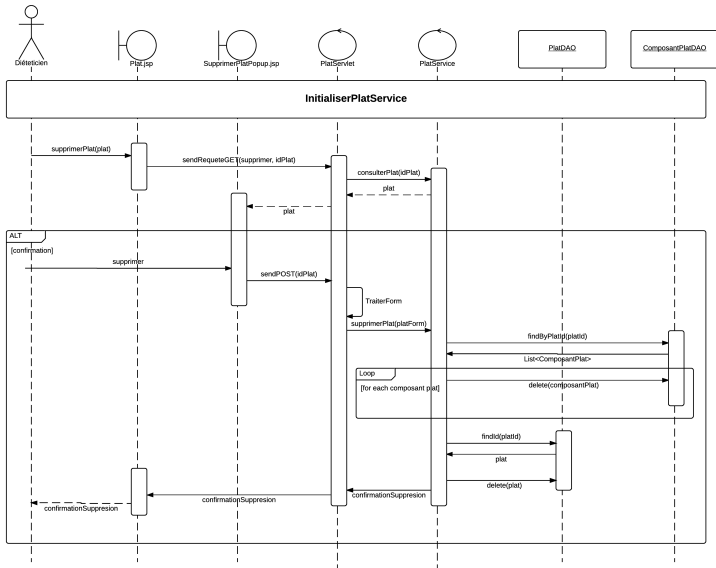 Diéteticien
Plat.jsp
SupprimerPlatPopup.jsp
PlatServlet
PlatService
PlatDAO
ComposantPlatDAO
InitialiserPlatService
supprimerPlat(plat)
sendRequeteGET(supprimer, idPlat)
consulterPlat(idPlat)
plat
plat
ALT
[confirmation]
supprimer
sendPOST(idPlat)
TraiterForm
supprimerPlat(platForm)
findByPlatId(platId)
List<ComposantPlat>
Loop
[for each composant plat]
delete(composantPlat)
findId(platId)
plat
delete(plat)
confirmationSuppresion
confirmationSuppresion
confirmationSuppresion